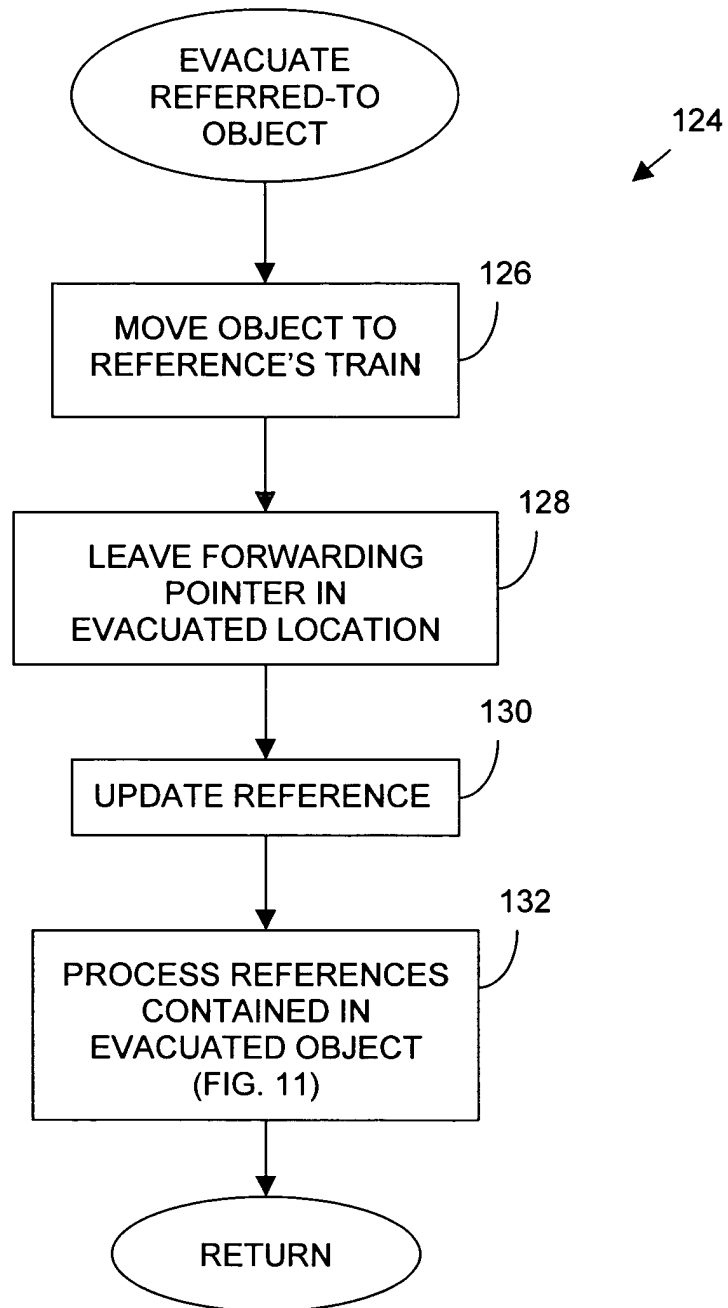 EVACUATE
REFERRED-TO
OBJECT
124
126
MOVE OBJECT TO
REFERENCE'S TRAIN
128
LEAVE FORWARDING
POINTER IN
EVACUATED LOCATION
130
UPDATE REFERENCE
132
PROCESS REFERENCES
CONTAINED IN
EVACUATED OBJECT
(FIG. 11)
RETURN